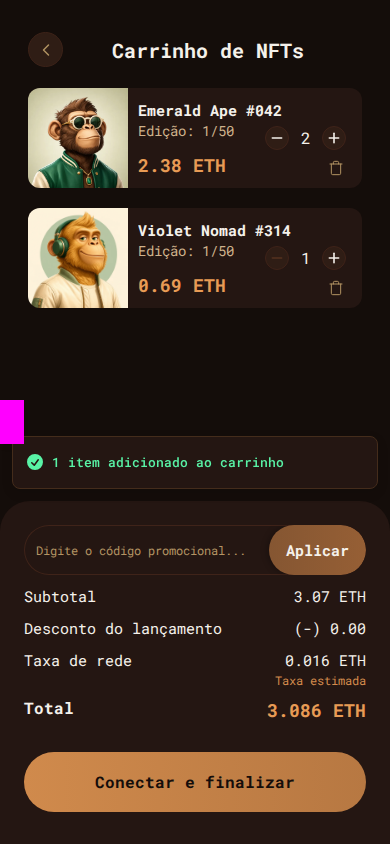 Carrinho de NFTs
Emerald Ape #042
Edição: 1/50
2
2.38 ETH
Violet Nomad #314
Edição: 1/50
1
0.69 ETH
1 item adicionado ao carrinho
Digite o código promocional...
Aplicar
Subtotal 3.07 ETH
Desconto do lançamento (-) 0.00
Taxa de rede 0.016 ETH
Taxa estimada
Total 3.086 ETH
Conectar e finalizar